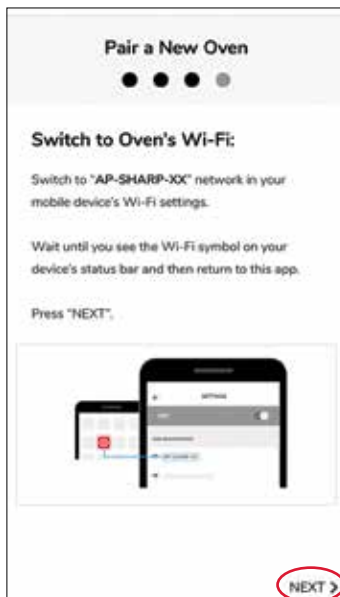 Pair a New Oven
Switch to Oven's Wi-Fi:
Switch to "AP-SHARP-XX" network in your
mobile device's Wi-Fi settings.
Wait until you see the Wi-Fi symbol on your
device's status bar and then return to this app.
Press "NEXT".
SETTINGS
NEXT >